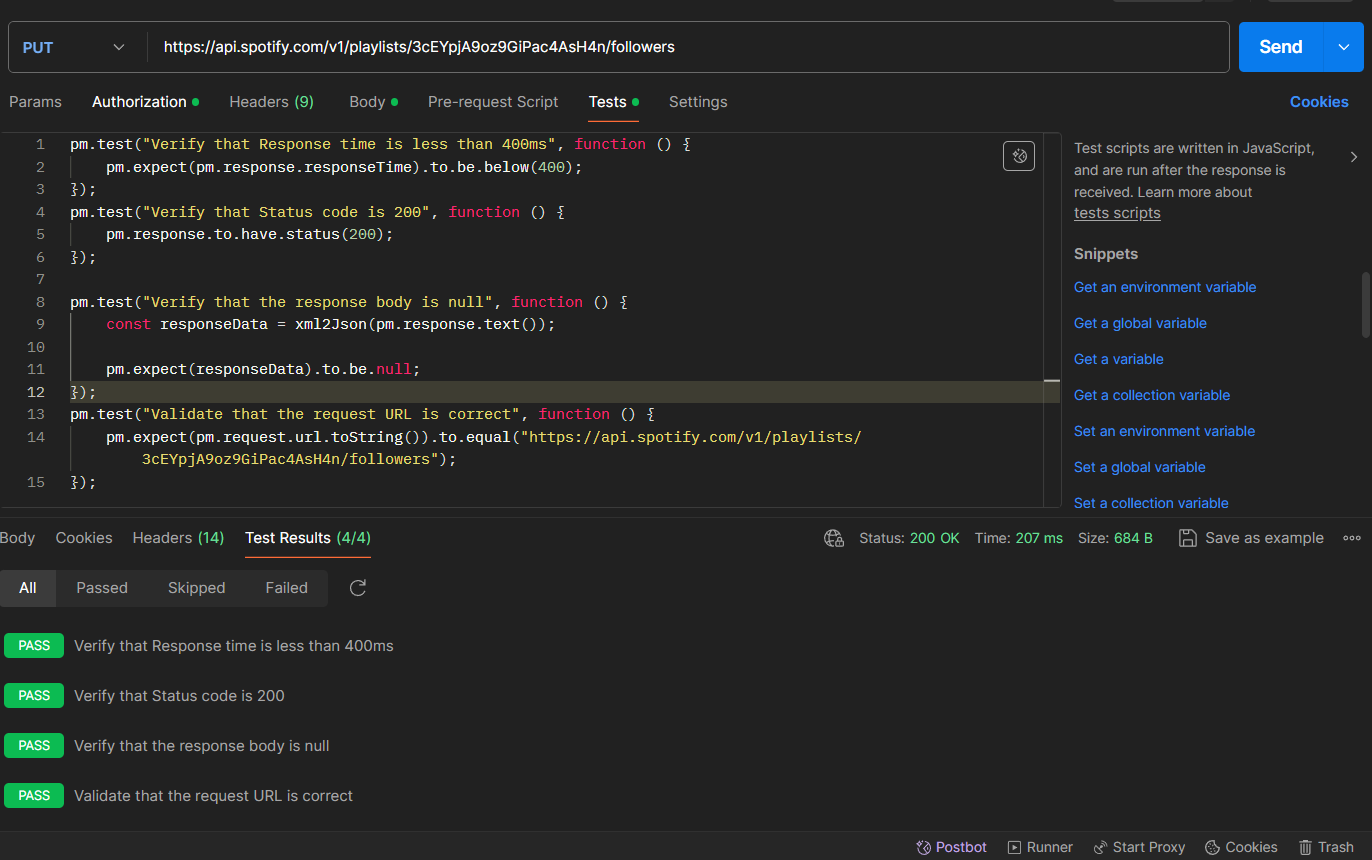 PUT
https://api.spotify.com/v1/playlists/3cEYpjA9oz9GiPac4AsH4n/followers
Send
Params
Authorization
Headers (9)
Body
Pre-request Script
Tests
Settings
Cookies
1 pm.test("Verify that Response time is less than 400ms", function () {
2 pm.expect(pm.response.responseTime).to.be.below(400);
3 });
4 pm.test("Verify that Status code is 200", function () {
5 pm.response.to.have.status(200);
6 });
7
8 pm.test("Verify that the response body is null", function () {
9 const responseData = xml2Json(pm.response.text());
10
11 pm.expect(responseData).to.be.null;
12 });
13 pm.test("Validate that the request URL is correct", function () {
14 pm.expect(pm.request.url.toString()).to.equal("https://api.spotify.com/v1/playlists/
3cEYpjA9oz9GiPac4AsH4n/followers");
15 });
Test scripts are written in JavaScript,
and are run after the response is
received. Learn more about
tests scripts
Snippets
Get an environment variable
Get a global variable
Get a variable
Get a collection variable
Set an environment variable
Set a global variable
Set a collection variable
Body
Cookies
Headers (14)
Test Results (4/4)
Status: 200 OK
Time: 207 ms
Size: 684 B
Save as example
All
Passed
Skipped
Failed
PASS Verify that Response time is less than 400ms
PASS Verify that Status code is 200
PASS Verify that the response body is null
PASS Validate that the request URL is correct
Postbot
Runner
Start Proxy
Cookies
Trash